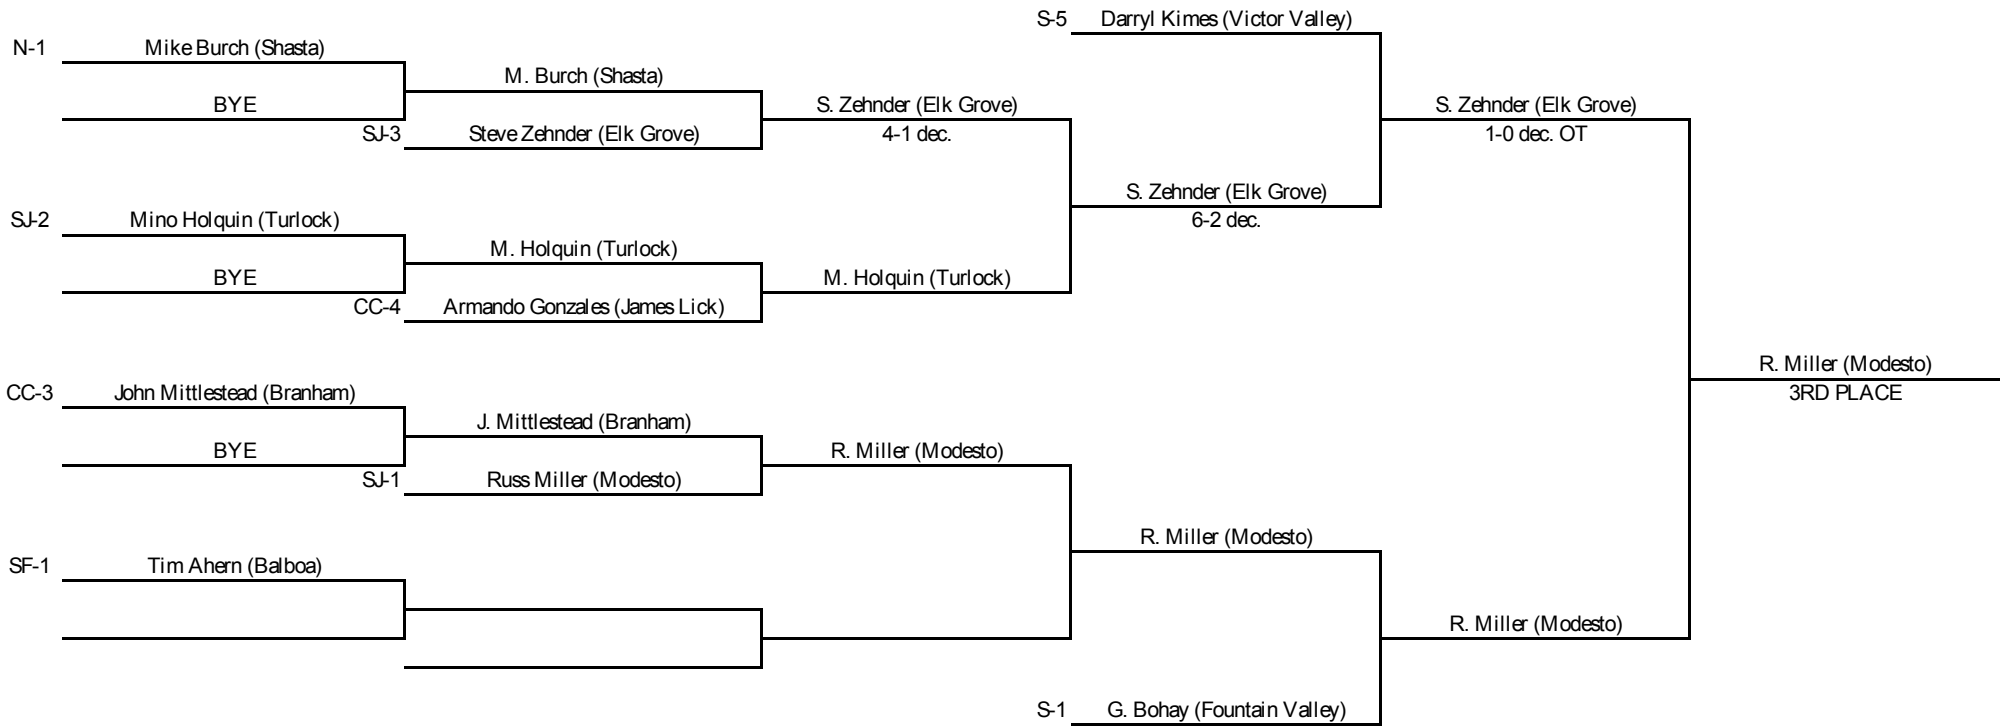 S-5 Darryl Kimes (Victor Valley)
N-1 Mike Burch (Shasta)
M. Burch (Shasta)
BYE S. Zehnder (Elk Grove) S. Zehnder (Elk Grove)
SJ-3 Steve Zehnder (Elk Grove) 4-1 dec. 1-0 dec. OT
S. Zehnder (Elk Grove)
SJ-2 Mino Holquin (Turlock) 6-2 dec.
M. Holquin (Turlock)
BYE M. Holquin (Turlock)
CC-4 Armando Gonzales (James Lick)
R. Miller (Modesto)
CC-3 John Mittlestead (Branham) 3RD PLACE
J. Mittlestead (Branham)
BYE R. Miller (Modesto)
SJ-1 Russ Miller (Modesto)
R. Miller (Modesto)
SF-1 Tim Ahern (Balboa)
R. Miller (Modesto)
S-1 G. Bohay (Fountain Valley)